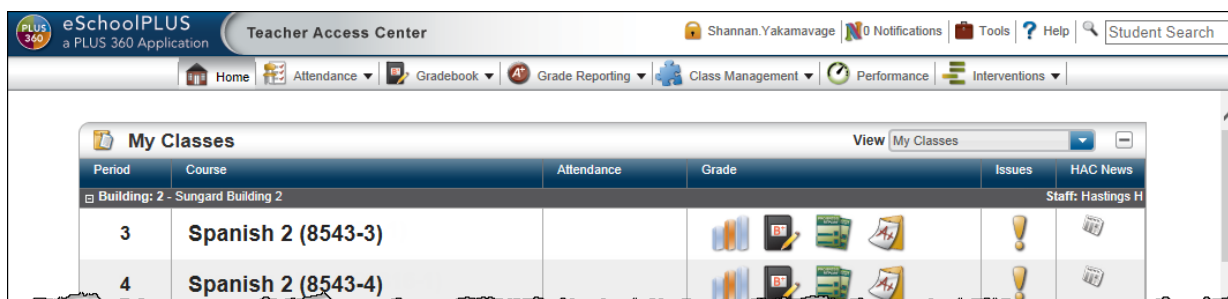 PLUS 360 eSchoolPLUS
a PLUS 360 Application
Teacher Access Center
Shannan.Yakamavage 0 Notifications Tools ? Help Student Search
Home Attendance Gradebook A+ Grade Reporting Class Management Performance Interventions
My Classes View My Classes
Period Course Attendance Grade Issues HAC News
Building: 2 - Sungard Building 2 Staff: Hastings H
3 Spanish 2 (8543-3) B+ A+
4 Spanish 2 (8543-4) B+ A+